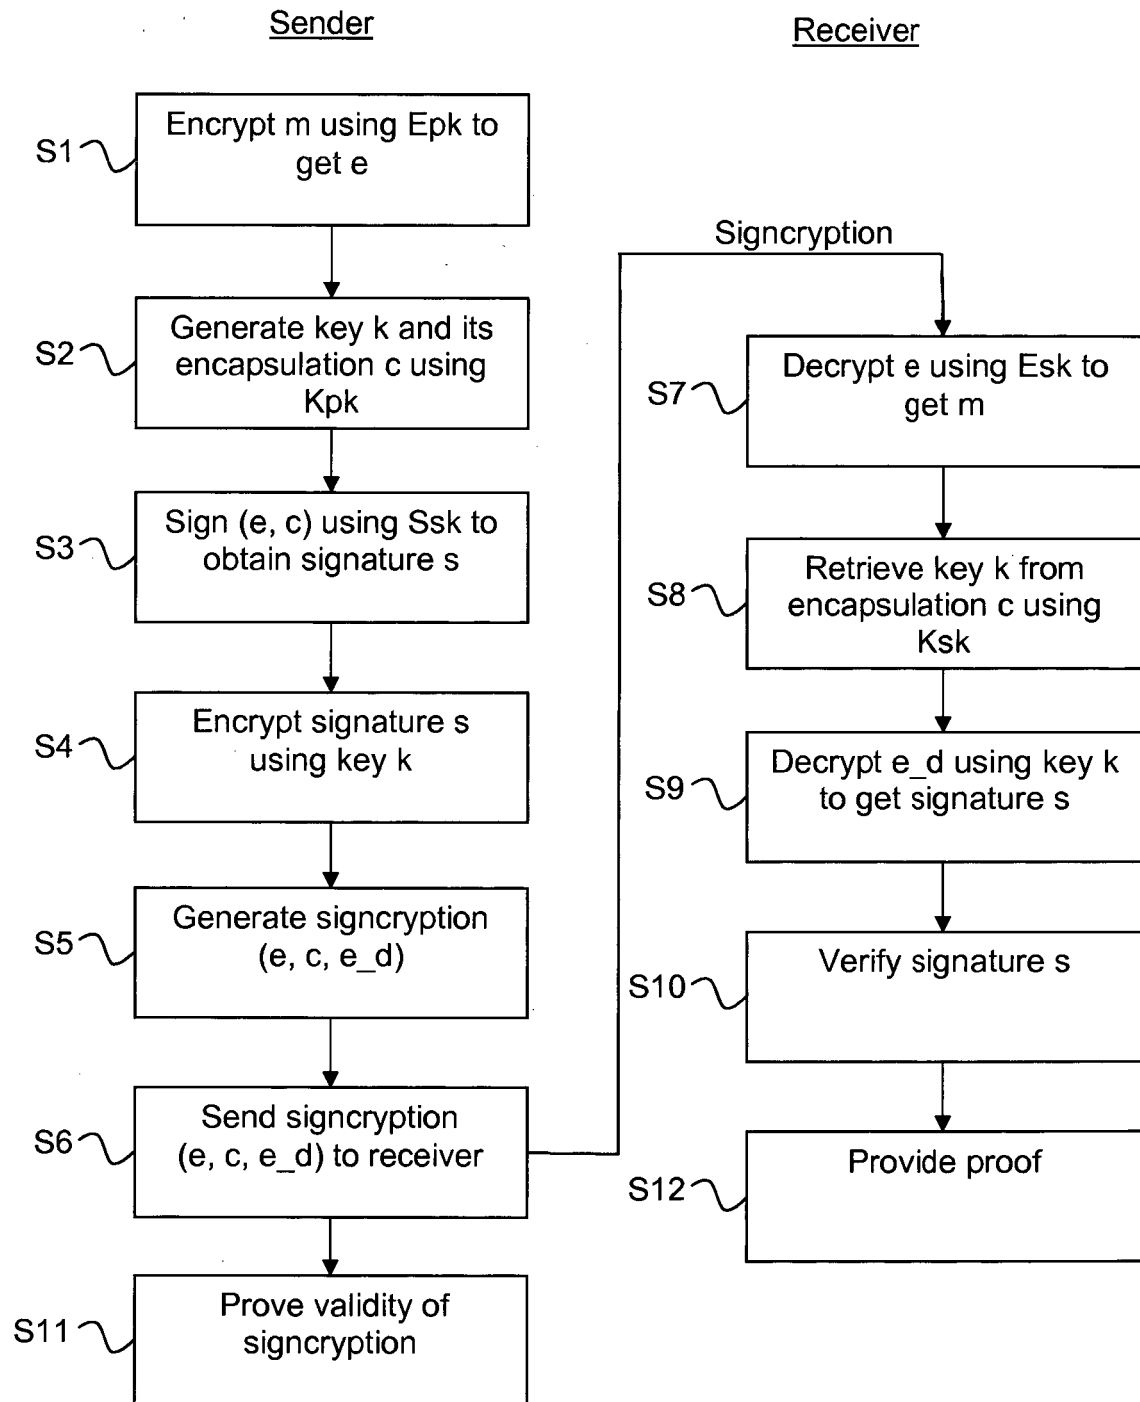 Sender
S1
Encrypt m using Epk to
get e
S2
Generate key k and its
encapsulation c using
Kpk
S3
Sign (e, c) using Ssk to
obtain signature s
S4
Encrypt signature s
using key k
S5
Generate signcryption
(e, c, e_d)
S6
Send signcryption
(e, c, e_d) to receiver
S11
Prove validity of
signcryption
Receiver
Signcryption
S7
Decrypt e using Esk to
get m
S8
Retrieve key k from
encapsulation c using
Ksk
S9
Decrypt e_d using key k
to get signature s
S10
Verify signature s
S12
Provide proof